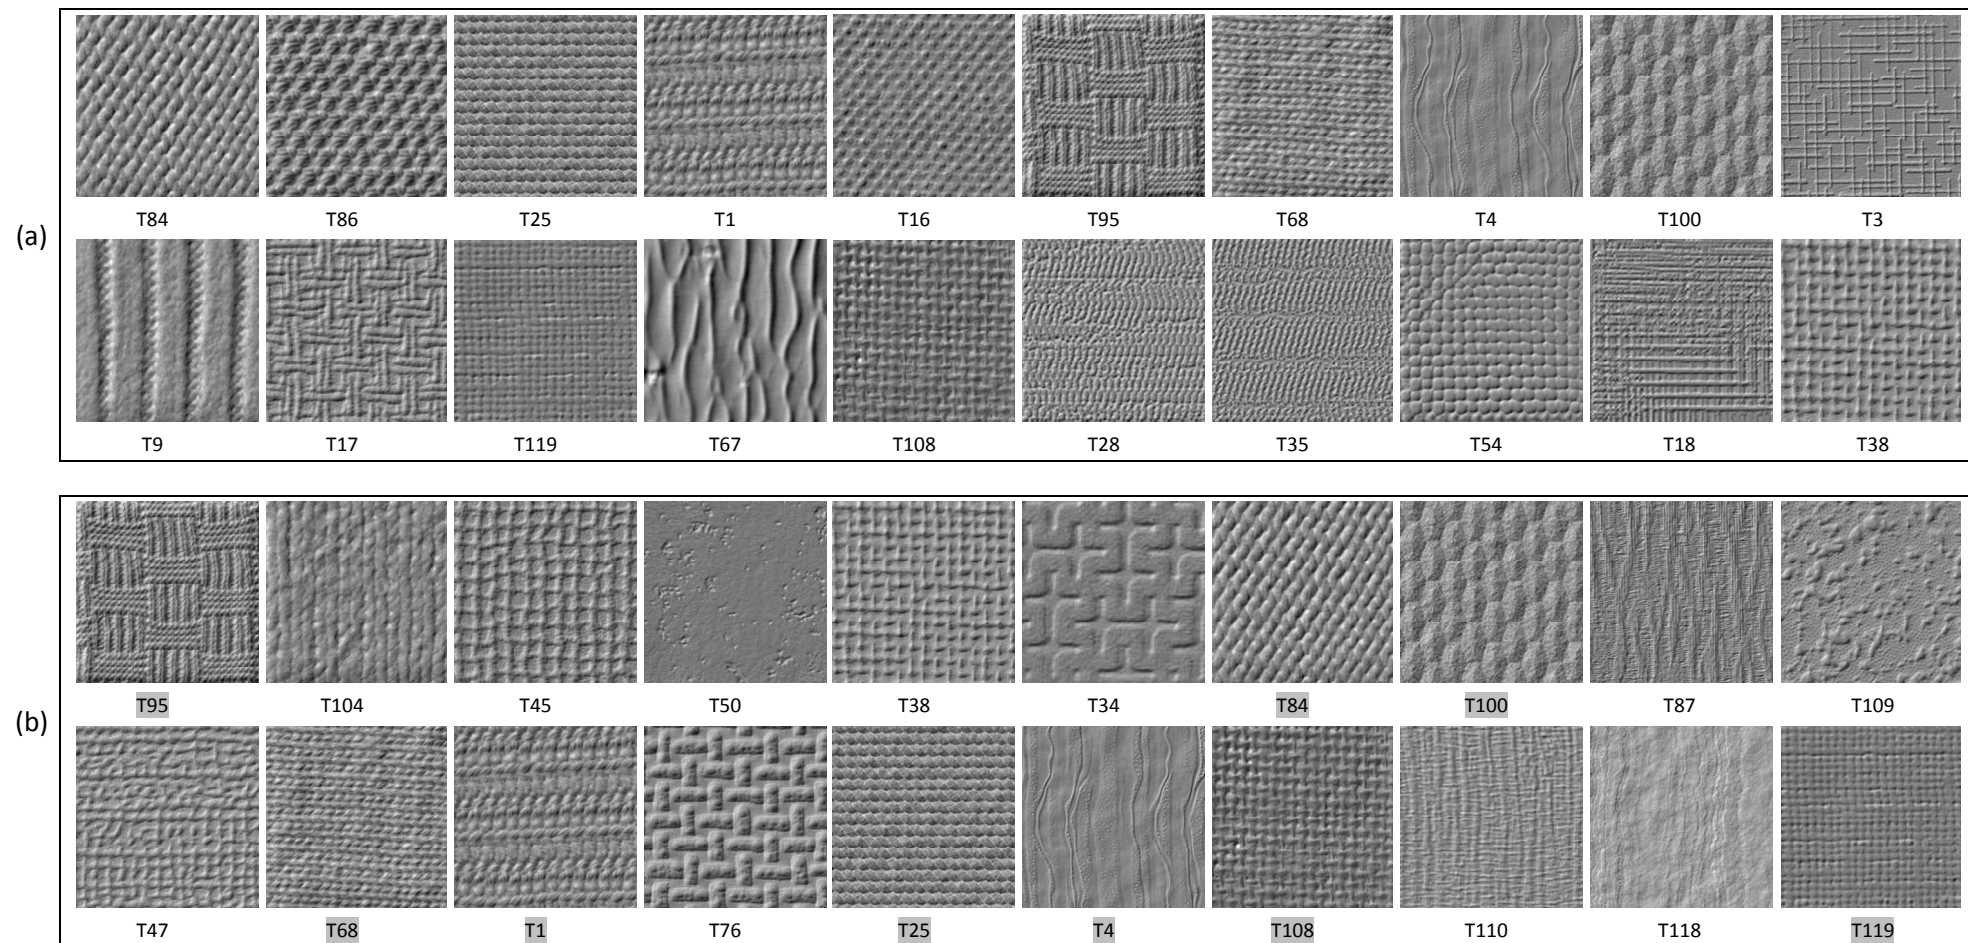 (a)
T84 T86 T25 T1 T16 T95 T68 T4 T100 T3
T9 T17 T119 T67 T108 T28 T35 T54 T18 T38
(b)
T95 T104 T45 T50 T38 T34 T84 T100 T87 T109
T47 T68 T1 T76 T25 T4 T108 T110 T118 T119